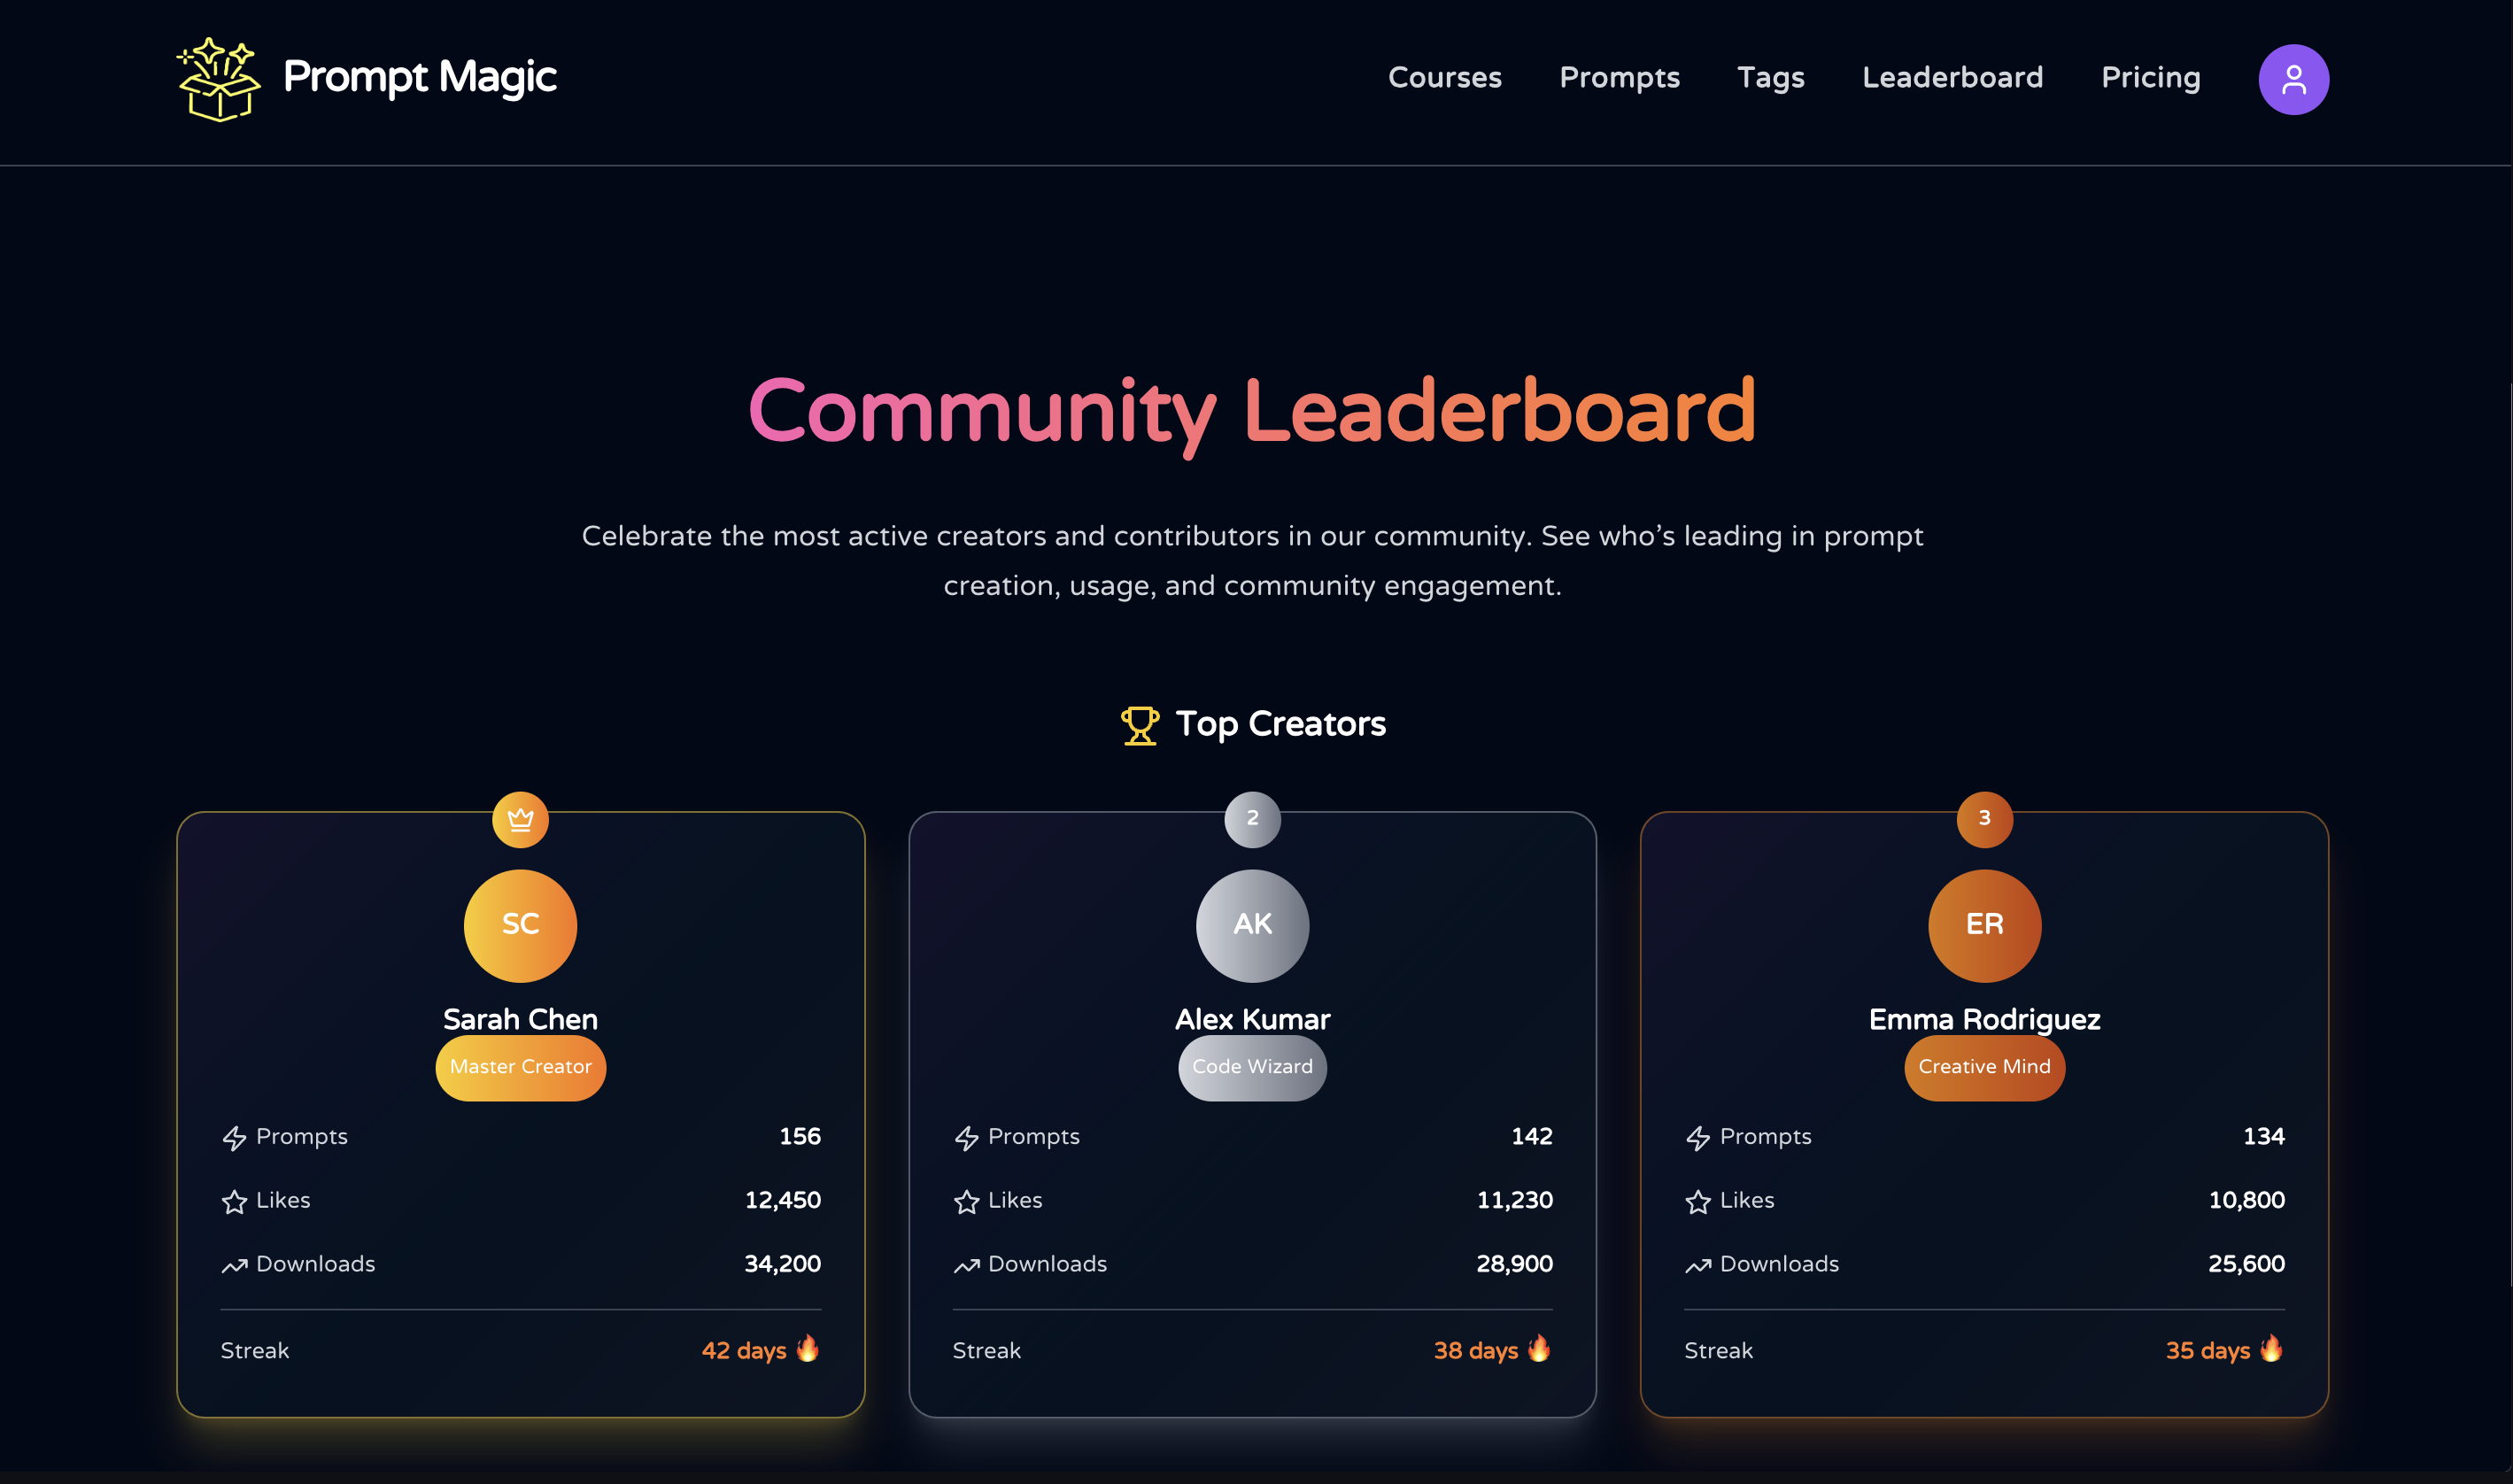 Prompt Magic
Courses Prompts Tags Leaderboard Pricing
Community Leaderboard
Celebrate the most active creators and contributors in our community. See who's leading in prompt
creation, usage, and community engagement.
Top Creators
SC
Sarah Chen
Master Creator
Prompts 156
Likes 12,450
Downloads 34,200
Streak 42 days 🔥
2
AK
Alex Kumar
Code Wizard
Prompts 142
Likes 11,230
Downloads 28,900
Streak 38 days 🔥
3
ER
Emma Rodriguez
Creative Mind
Prompts 134
Likes 10,800
Downloads 25,600
Streak 35 days 🔥